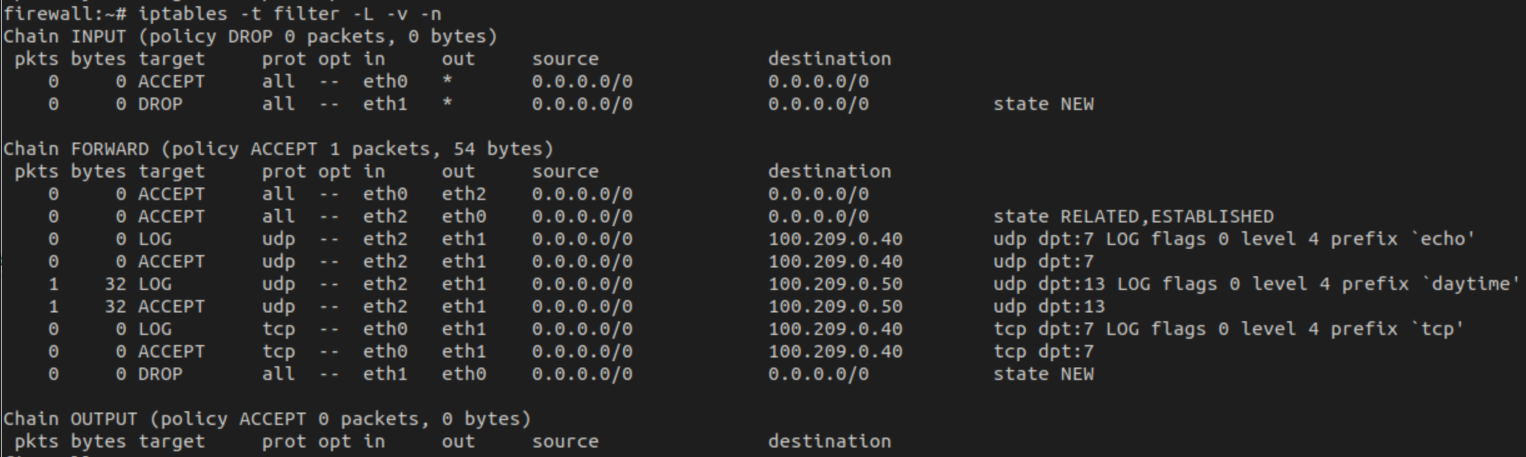 firewall:~# iptables -t filter -L -v -n
Chain INPUT (policy DROP 0 packets, 0 bytes)
 pkts bytes target     prot opt in     out     source               destination
    0     0 ACCEPT     all  --  eth0   *       0.0.0.0/0            0.0.0.0/0
    0     0 DROP       all  --  eth1   *       0.0.0.0/0            0.0.0.0/0           state NEW

Chain FORWARD (policy ACCEPT 1 packets, 54 bytes)
 pkts bytes target     prot opt in     out     source               destination
    0     0 ACCEPT     all  --  eth0   eth2    0.0.0.0/0            0.0.0.0/0
    0     0 ACCEPT     all  --  eth2   eth0    0.0.0.0/0            0.0.0.0/0           state RELATED,ESTABLISHED
    0     0 LOG        udp  --  eth2   eth1    0.0.0.0/0            100.209.0.40        udp dpt:7 LOG flags 0 level 4 prefix `echo'
    0     0 ACCEPT     udp  --  eth2   eth1    0.0.0.0/0            100.209.0.40        udp dpt:7
    1    32 LOG        udp  --  eth2   eth1    0.0.0.0/0            100.209.0.50        udp dpt:13 LOG flags 0 level 4 prefix `daytime'
    1    32 ACCEPT     udp  --  eth2   eth1    0.0.0.0/0            100.209.0.50        udp dpt:13
    0     0 LOG        tcp  --  eth0   eth1    0.0.0.0/0            100.209.0.40        tcp dpt:7 LOG flags 0 level 4 prefix `tcp'
    0     0 ACCEPT     tcp  --  eth0   eth1    0.0.0.0/0            100.209.0.40        tcp dpt:7
    0     0 DROP       all  --  eth1   eth0    0.0.0.0/0            0.0.0.0/0           state NEW

Chain OUTPUT (policy ACCEPT 0 packets, 0 bytes)
 pkts bytes target     prot opt in     out     source               destination